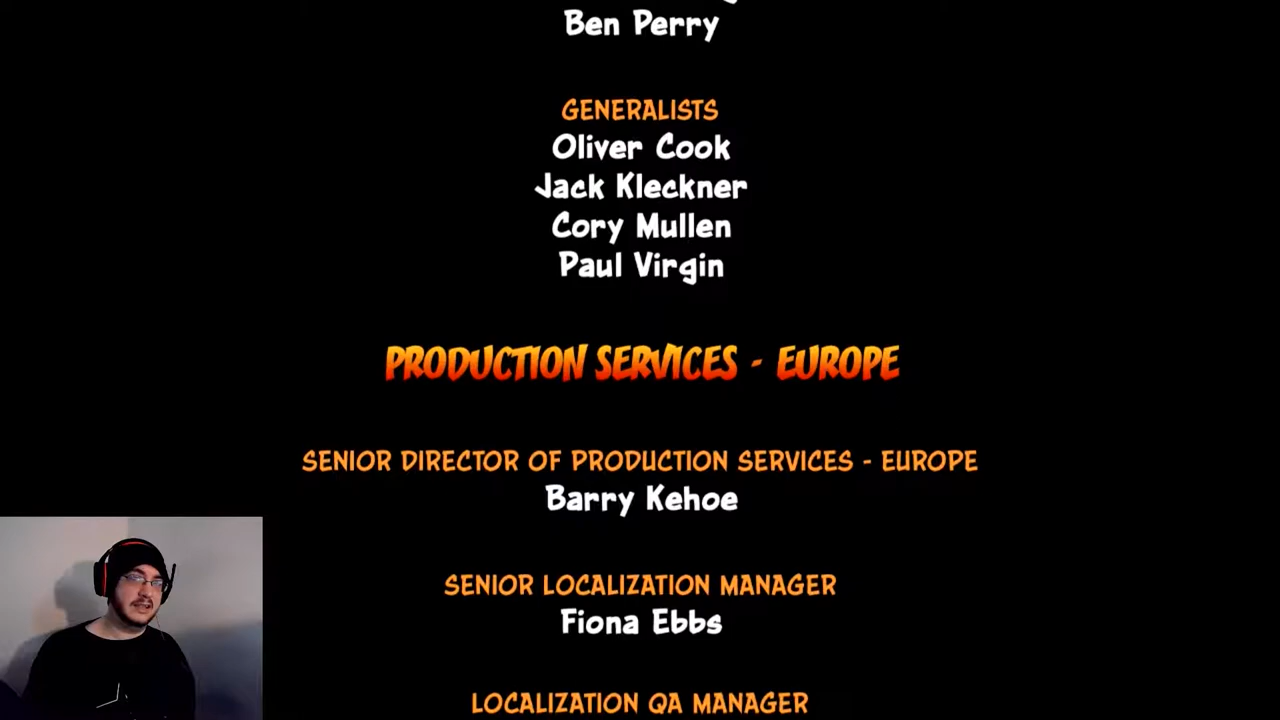 Ben Perry
GENERALISTS
Oliver Cook
Jack Kleckner
Cory Mullen
Paul Virgin
PRODUCTION SERVICES - EUROPE
SENIOR DIRECTOR OF PRODUCTION SERVICES - EUROPE
Barry Kehoe
SENIOR LOCALIZATION MANAGER
Fiona Ebbs
LOCALIZATION QA MANAGER